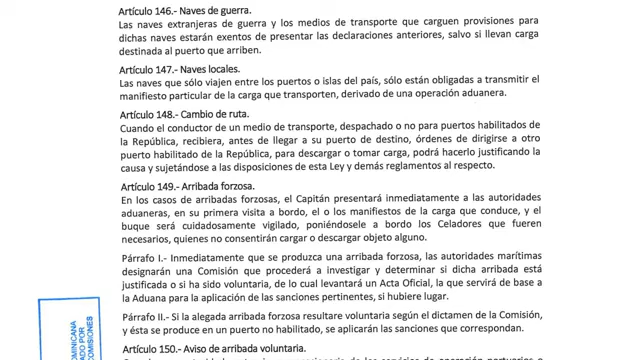 Artículo 146.- Naves de guerra.
Las naves extranjeras de guerra y los medios de transporte que carguen provisiones para
dichas naves estarán exentos de presentar las declaraciones anteriores, salvo si llevan carga
destinada al puerto que arriben.
Artículo 147.- Naves locales.
Las naves que sólo viajen entre los puertos o islas del país, sólo están obligadas a transmitir el
manifiesto particular de la carga que transporten, derivado de una operación aduanera.
Artículo 148.- Cambio de ruta.
Cuando el conductor de un medio de transporte, despachado o no para puertos habilitados de
la República, recibiera, antes de llegar a su puerto de destino, órdenes de dirigirse a otro
puerto habilitado de la República, para descargar o tomar carga, podrá hacerlo justificando la
causa y sujetándose a las disposiciones de esta Ley y demás reglamentos al respecto.
Artículo 149.- Arribada forzosa.
En los casos de arribadas forzosas, el Capitán presentará inmediatamente a las autoridades
aduaneras, en su primera visita a bordo, el o los manifiestos de la carga que conduce, y el
buque será cuidadosamente vigilado, poniéndosele a bordo los Celadores que fueren
necesarios, quienes no consentirán cargar o descargar objeto alguno.
Párrafo I.- Inmediatamente que se produzca una arribada forzosa, las autoridades marítimas
designarán una Comisión que procederá a investigar y determinar si dicha arribada está
justificada o si ha sido voluntaria, de lo cual levantará un Acta Oficial, la que servirá de base a
la Aduana para la aplicación de las sanciones pertinentes, si hubiere lugar.
Párrafo II.- Si la alegada arribada forzosa resultare voluntaria según el dictamen de la Comisión,
y ésta se produce en un puerto no habilitado, se aplicarán las sanciones que correspondan.
Artículo 150.- Aviso de arribada voluntaria.
OMINICANA
ADO POR
COMISIONES